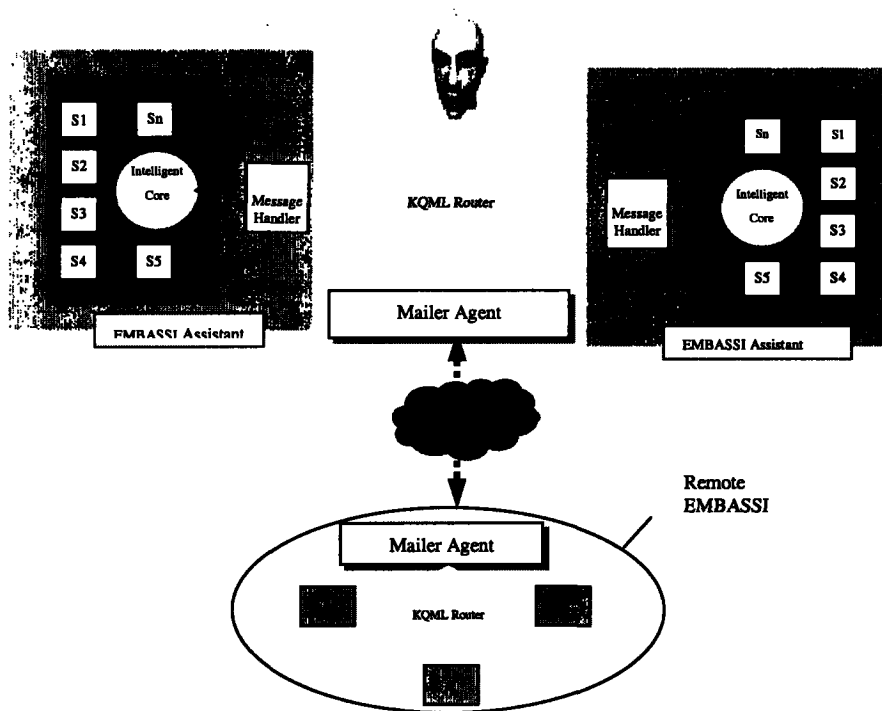 S1
Sn
S2
S3
S4
S5
Intelligent
Core
Message
Handler
EMBASSI Assistant
KQML Router
Mailer Agent
Sn
S1
S2
S3
S5
S4
Intelligent
Core
Message
Handler
EMBASSI Assistant
Remote
EMBASSI
Mailer Agent
KQML Router